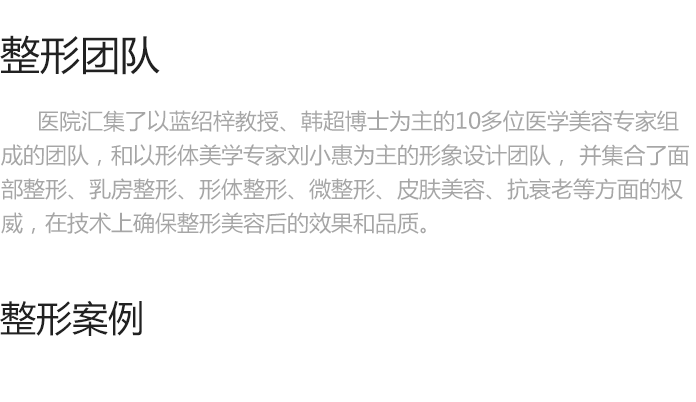 整形团队
医院汇集了以蓝绍梓教授、韩超博士为主的10多位医学美容专家组
成的团队，和以形体美学专家刘小惠为主的形象设计团队， 并集合了面
部整形、乳房整形、形体整形、微整形、皮肤美容、抗衰老等方面的权
威，在技术上确保整形美容后的效果和品质。
整形案例